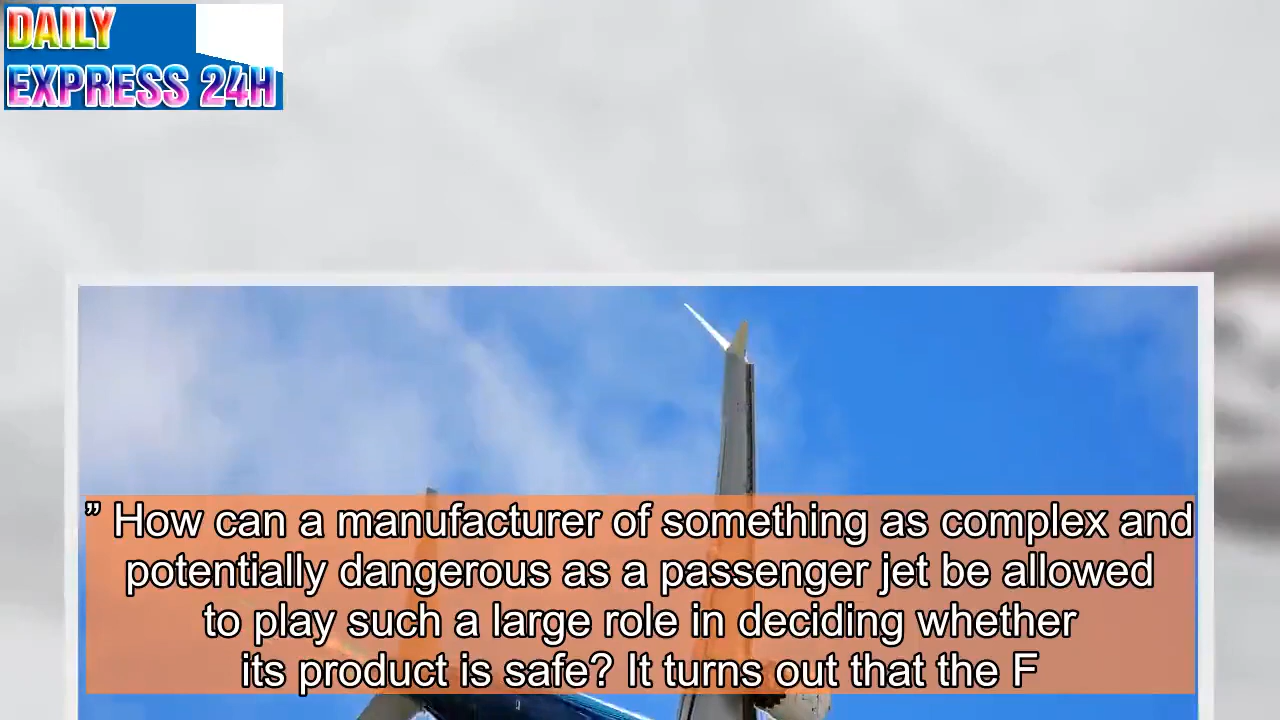 DAILY
EXPRESS 24H
” How can a manufacturer of something as complex and
potentially dangerous as a passenger jet be allowed
to play such a large role in deciding whether
its product is safe? It turns out that the F